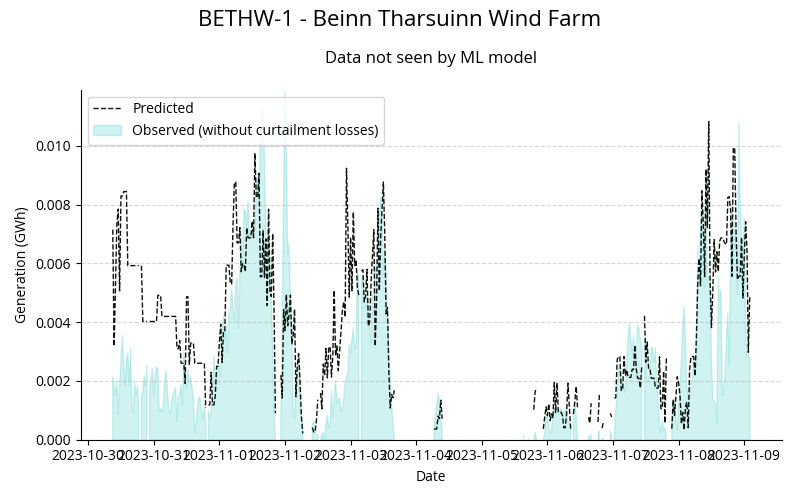 BETHW-1 - Beinn Tharsuinn Wind Farm
Data not seen by ML model
Predicted
Observed (without curtailment losses)
Generation (GWh)
0.010
0.008
0.006
0.004
0.002
0.000
2023-10-30 2023-10-31 2023-11-01 2023-11-02 2023-11-03 2023-11-04 2023-11-05 2023-11-06 2023-11-07 2023-11-08 2023-11-09
Date